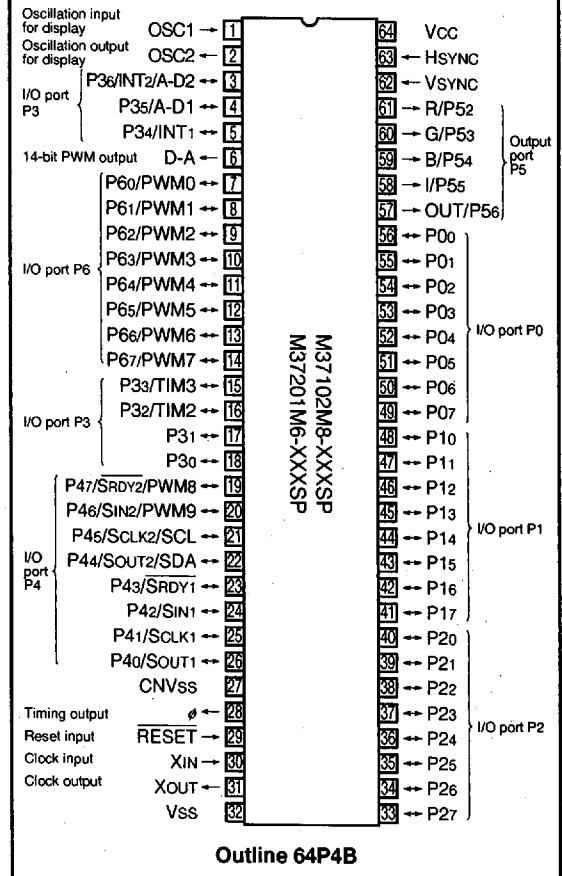 Oscillation input
for display
OSC1 → 1
Oscillation output
for display
OSC2 ← 2
I/O port
P3
P36/INT2/A-D2 ↔ 3
P35/A-D1 ↔ 4
P34/INT1 ↔ 5
14-bit PWM output D-A ← 6
I/O port P6
P60/PWM0 ↔ 7
P61/PWM1 ↔ 8
P62/PWM2 ↔ 9
P63/PWM3 ↔ 10
P64/PWM4 ↔ 11
P65/PWM5 ↔ 12
P66/PWM6 ↔ 13
P67/PWM7 ↔ 14
I/O port P3
P33/TIM3 ↔ 15
P32/TIM2 ↔ 16
P31 ↔ 17
P30 ↔ 18
I/O
port
P4
P47/SRDY2/PWM8 ↔ 19
P46/SIN2/PWM9 ↔ 20
P45/SCLK2/SCL ↔ 21
P44/SOUT2/SDA ↔ 22
P43/SRDY1 ↔ 23
P42/SIN1 ↔ 24
P41/SCLK1 ↔ 25
P40/SOUT1 ↔ 26
CNVSS 27
Timing output ø ← 28
Reset input RESET → 29
Clock input XIN → 30
Clock output XOUT ← 31
VSS 32
M37102M8-XXXSP
M37201M6-XXXSP
64 VCC
63 ← HSYNC
62 ← VSYNC
61 → R/P52
60 → G/P53
59 → B/P54
58 → I/P55
57 → OUT/P56
Output
port
P5
56 ↔ P00
55 ↔ P01
54 ↔ P02
53 ↔ P03
52 ↔ P04
51 ↔ P05
50 ↔ P06
49 ↔ P07
I/O port P0
48 ↔ P10
47 ↔ P11
46 ↔ P12
45 ↔ P13
44 ↔ P14
43 ↔ P15
42 ↔ P16
41 ↔ P17
I/O port P1
40 ↔ P20
39 ↔ P21
38 ↔ P22
37 ↔ P23
36 ↔ P24
35 ↔ P25
34 ↔ P26
33 ↔ P27
I/O port P2
Outline 64P4B